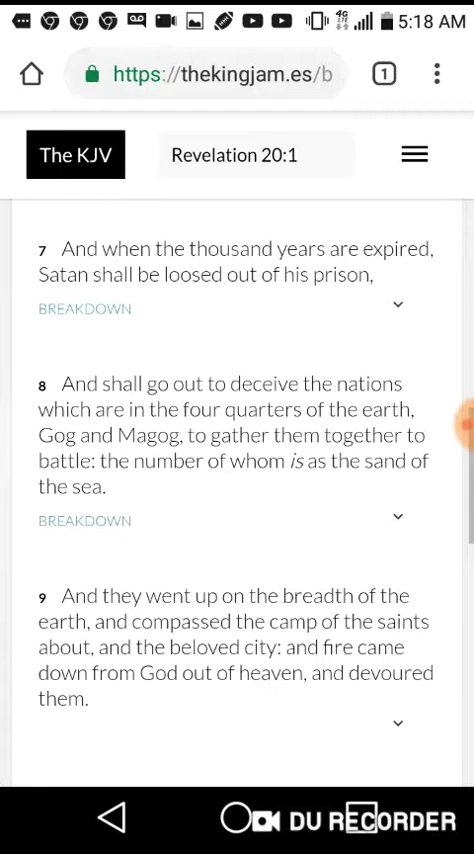 4G
LTE
5:18 AM
https://thekingjam.es/b
1
The KJV
Revelation 20:1
7 And when the thousand years are expired,
Satan shall be loosed out of his prison,
BREAKDOWN
8 And shall go out to deceive the nations
which are in the four quarters of the earth,
Gog and Magog, to gather them together to
battle: the number of whom is as the sand of
the sea.
BREAKDOWN
9 And they went up on the breadth of the
earth, and compassed the camp of the saints
about, and the beloved city: and fire came
down from God out of heaven, and devoured
them.
DU RECORDER